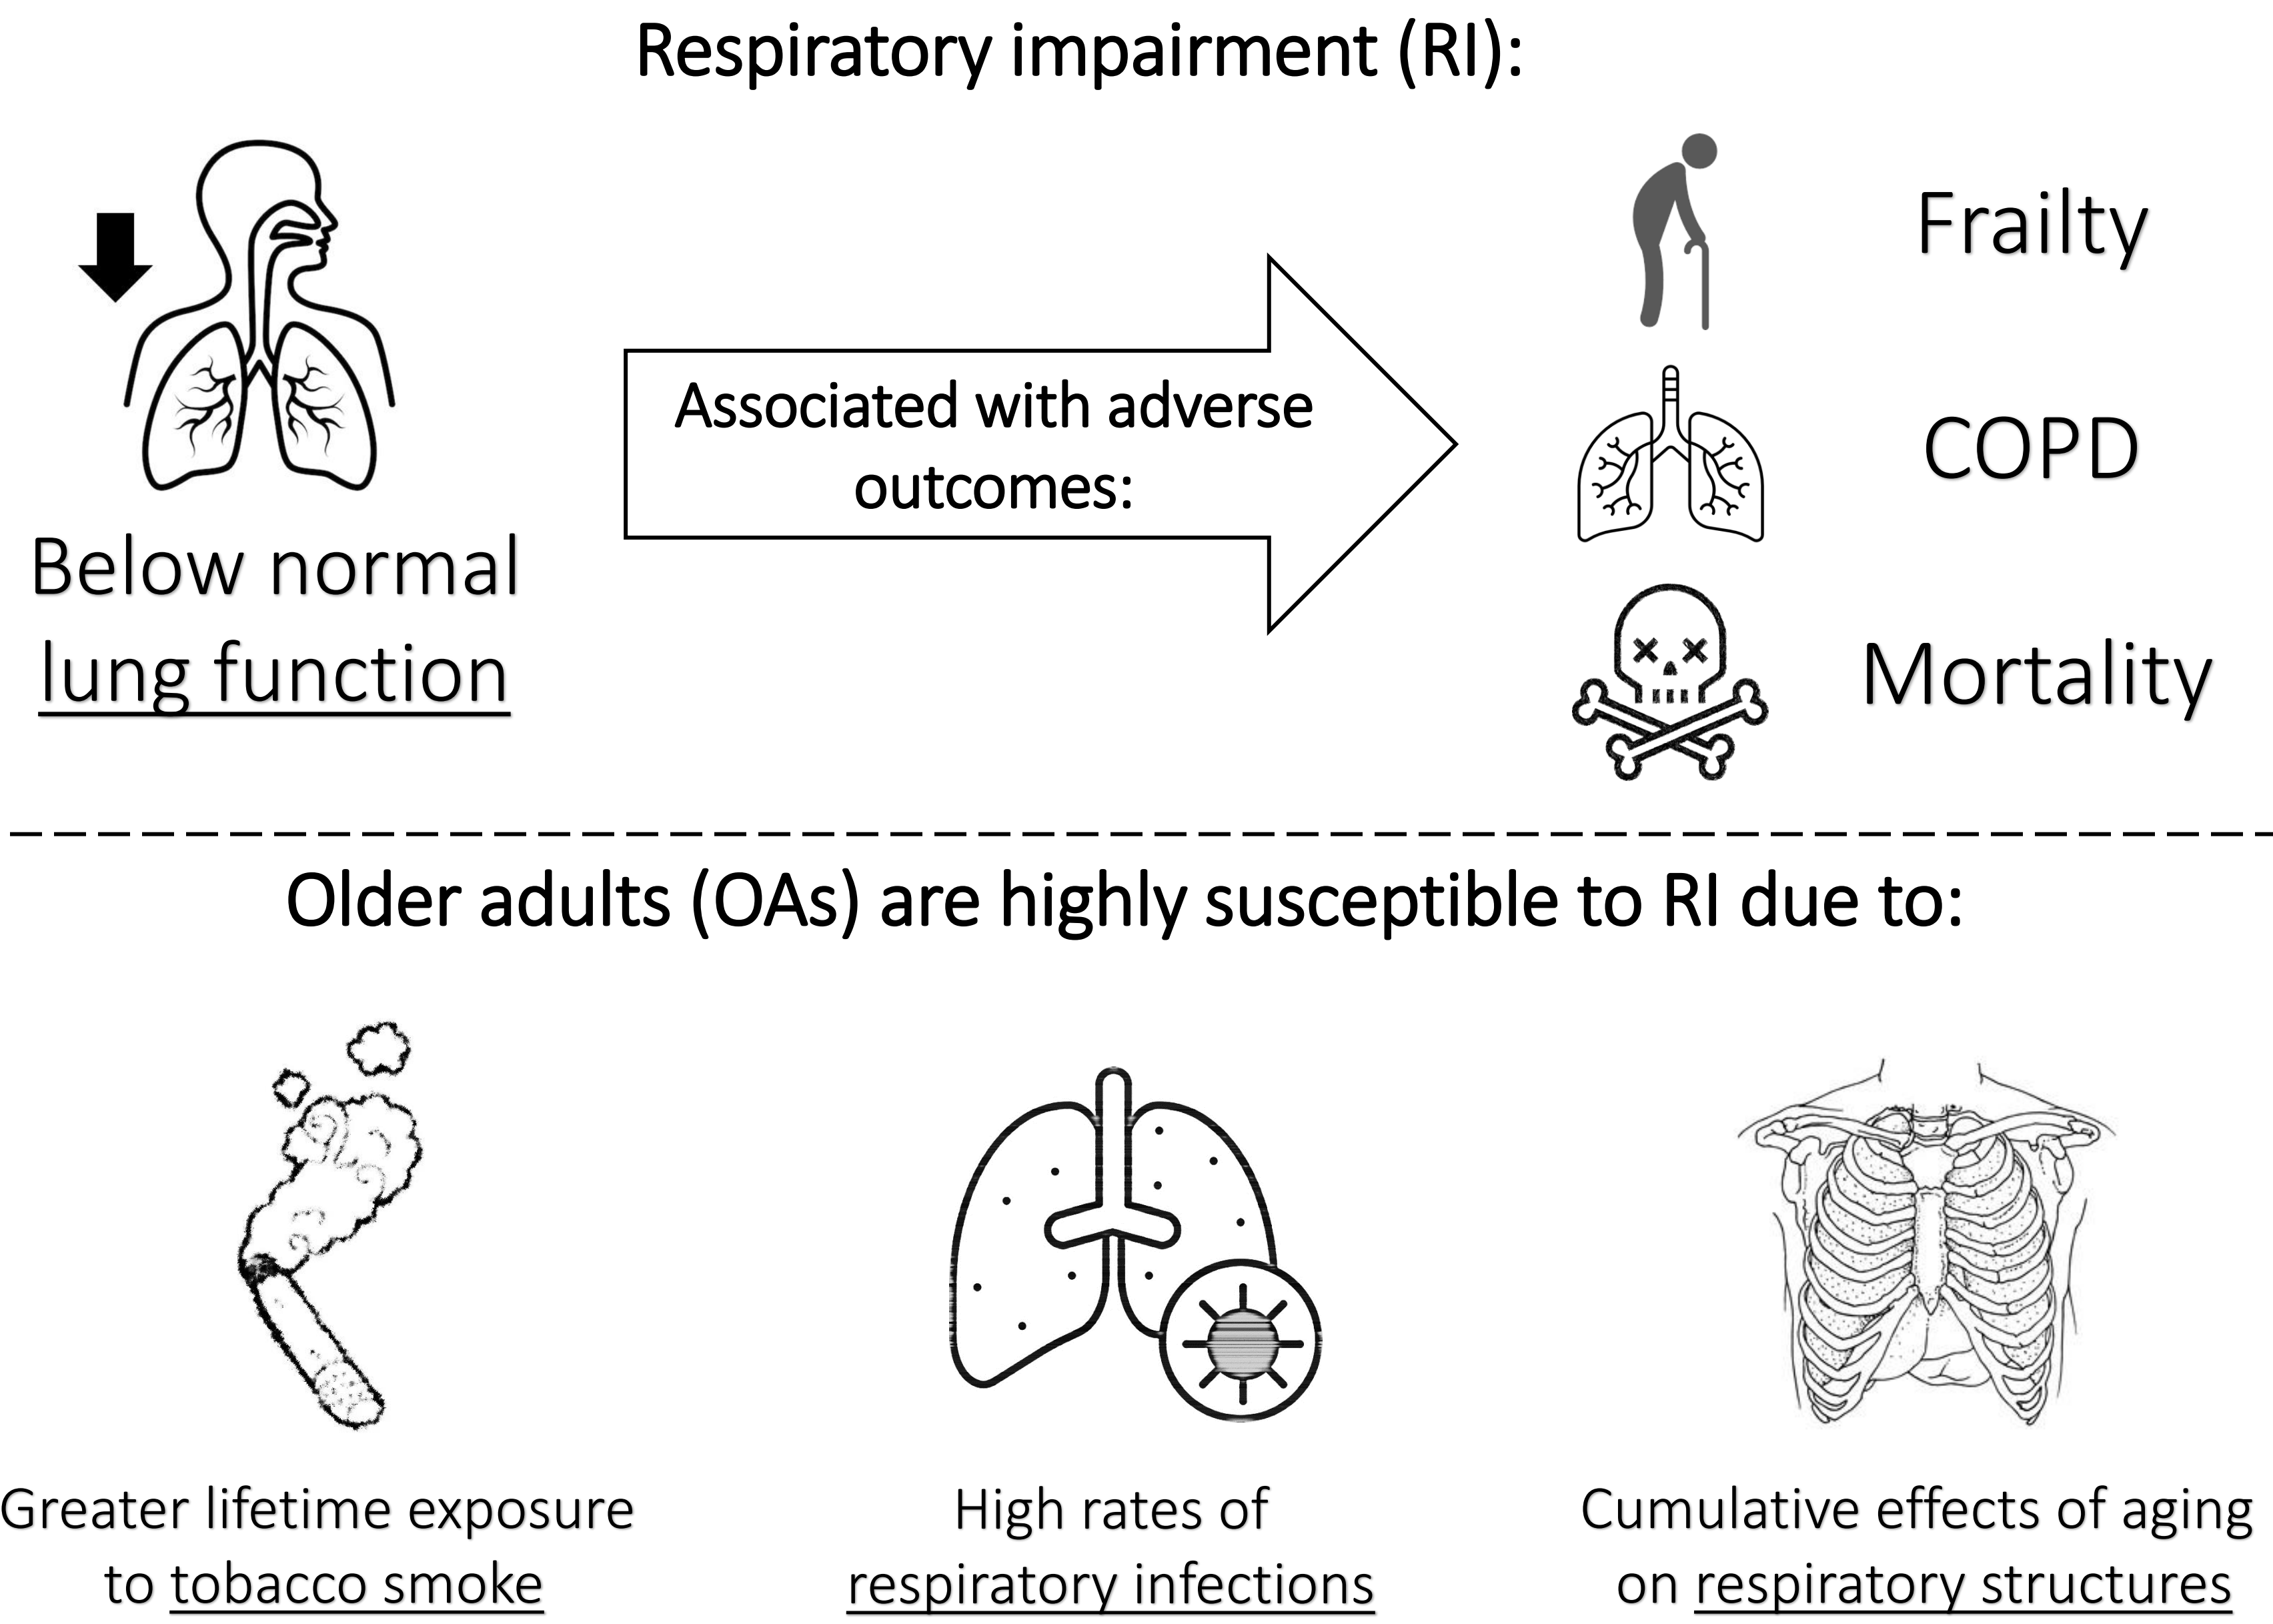 Respiratory impairment (RI):
Below normal
lung function
Associated with adverse
outcomes:
Frailty
COPD
Mortality
Older adults (OAs) are highly susceptible to RI due to:
Greater lifetime exposure
to tobacco smoke
High rates of
respiratory infections
Cumulative effects of aging
on respiratory structures